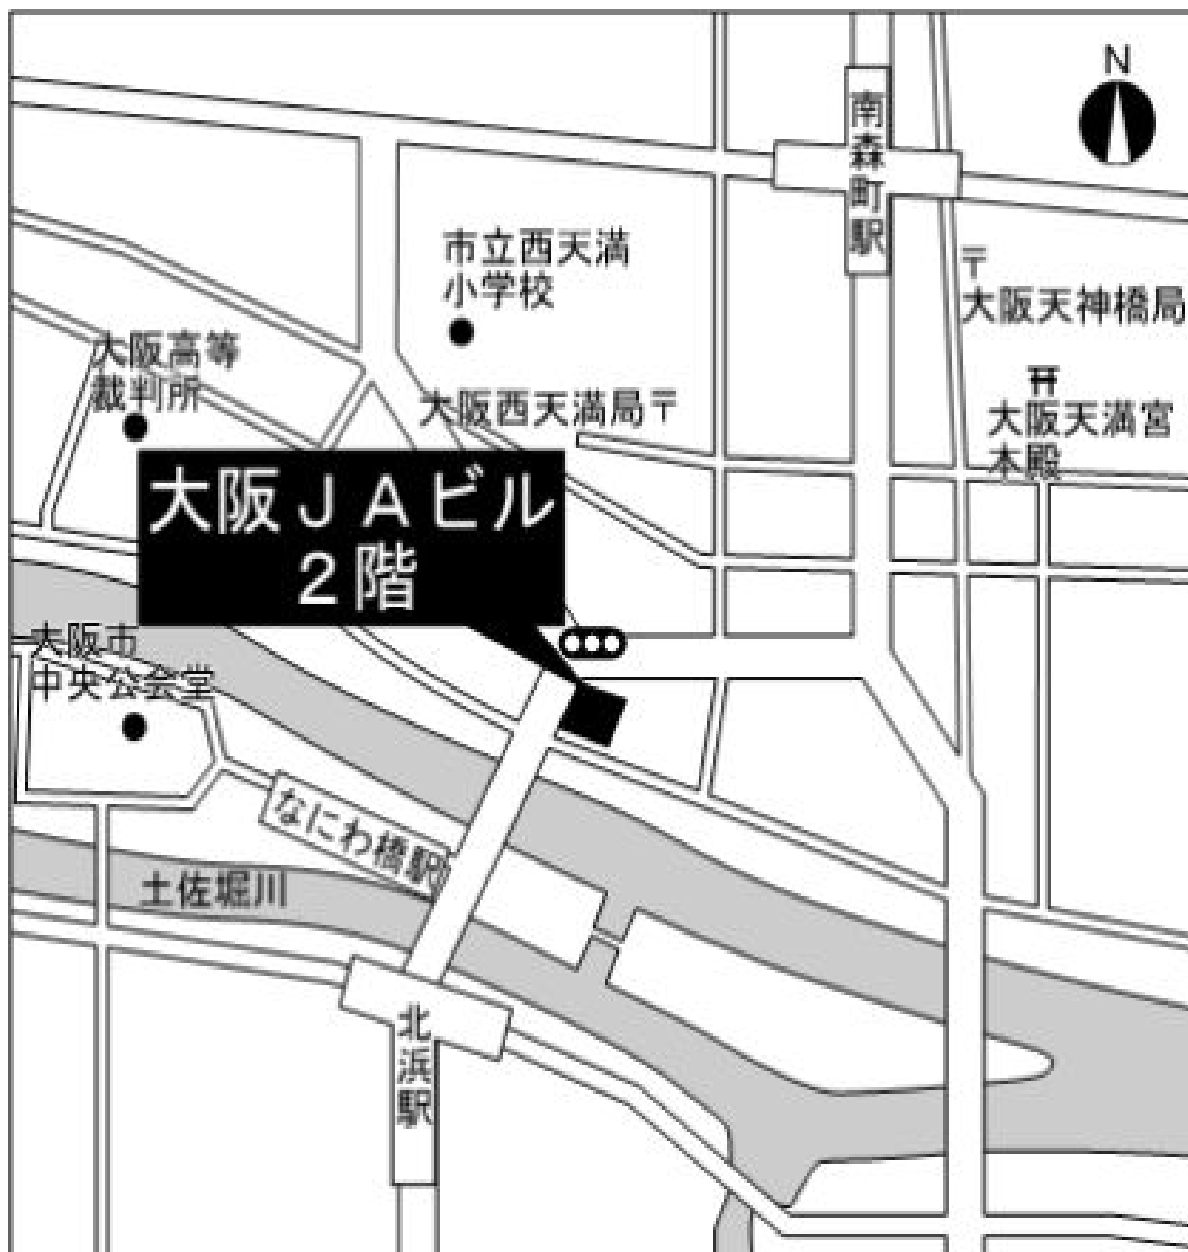 N
南森町駅
市立西天満
小学校
〒
大阪天神橋局
大阪高等
裁判所
大阪西天満局〒
大阪天満宮
本殿
大阪JAビル
2階
大阪市
中央公会堂
なにわ橋駅
土佐堀川
北浜駅